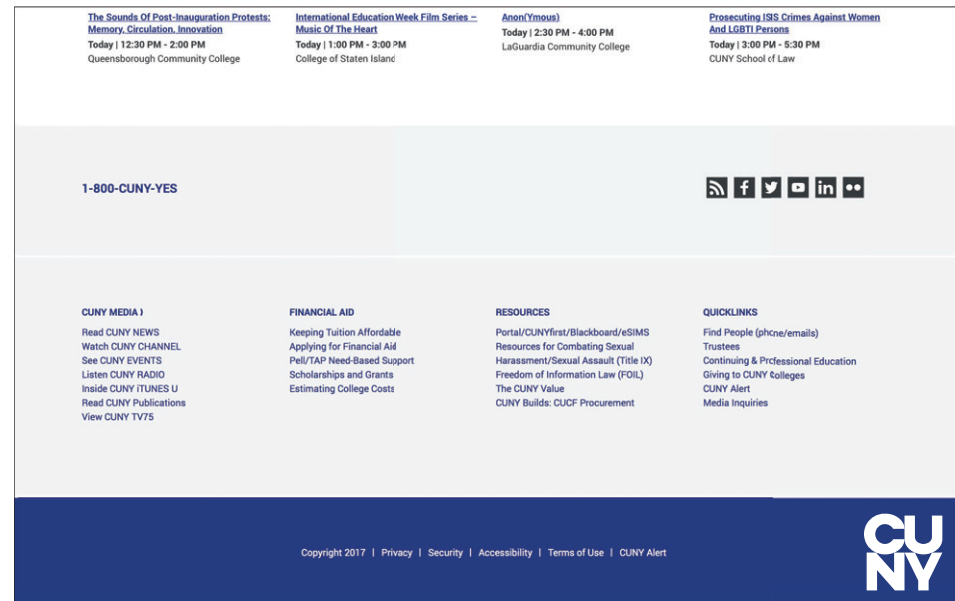 The Sounds Of Post-Inauguration Protests:
Memory, Circulation, Innovation
Today | 12:30 PM - 2:00 PM
Queensborough Community College
International Education Week Film Series –
Music Of The Heart
Today | 1:00 PM - 3:00 PM
College of Staten Island
Anon(Ymous)
Today | 2:30 PM - 4:00 PM
LaGuardia Community College
Prosecuting ISIS Crimes Against Women
And LGBTI Persons
Today | 3:00 PM - 5:30 PM
CUNY School of Law
1-800-CUNY-YES
CUNY MEDIA )
Read CUNY NEWS
Watch CUNY CHANNEL
See CUNY EVENTS
Listen CUNY RADIO
Inside CUNY iTUNES U
Read CUNY Publications
View CUNY TV75
FINANCIAL AID
Keeping Tuition Affordable
Applying for Financial Aid
Pell/TAP Need-Based Support
Scholarships and Grants
Estimating College Costs
RESOURCES
Portal/CUNYfirst/Blackboard/eSIMS
Resources for Combating Sexual
Harassment/Sexual Assault (Title IX)
Freedom of Information Law (FOIL)
The CUNY Value
CUNY Builds: CUCF Procurement
QUICKLINKS
Find People (phone/emails)
Trustees
Continuing & Professional Education
Giving to CUNY Colleges
CUNY Alert
Media Inquiries
Copyright 2017 | Privacy | Security | Accessibility | Terms of Use | CUNY Alert
CU
NY